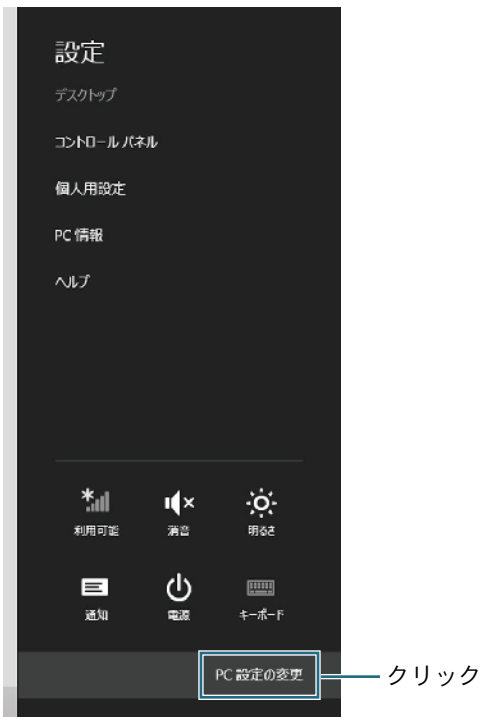 設定
デスクトップ
コントロール パネル
個人用設定
PC 情報
ヘルプ
利用可能
消音
明るさ
通知
電源
キーボード
PC 設定の変更
クリック